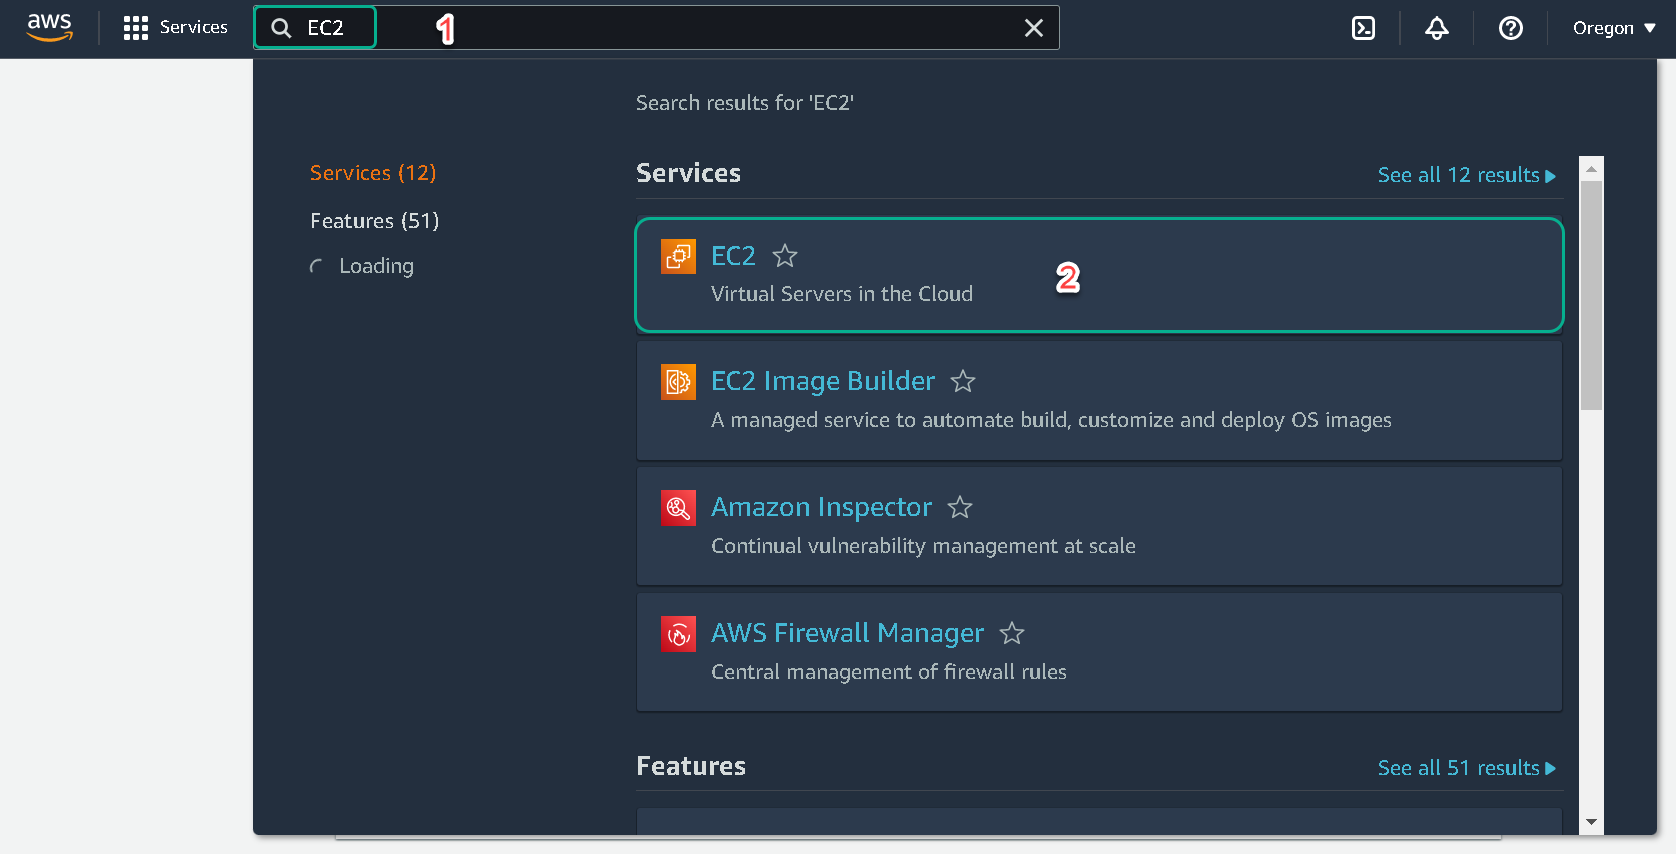 aws
Services
EC2
1
Oregon
Search results for 'EC2'
Services (12)
Features (51)
Loading
Services
See all 12 results
EC2
Virtual Servers in the Cloud
2
EC2 Image Builder
A managed service to automate build, customize and deploy OS images
Amazon Inspector
Continual vulnerability management at scale
AWS Firewall Manager
Central management of firewall rules
Features
See all 51 results